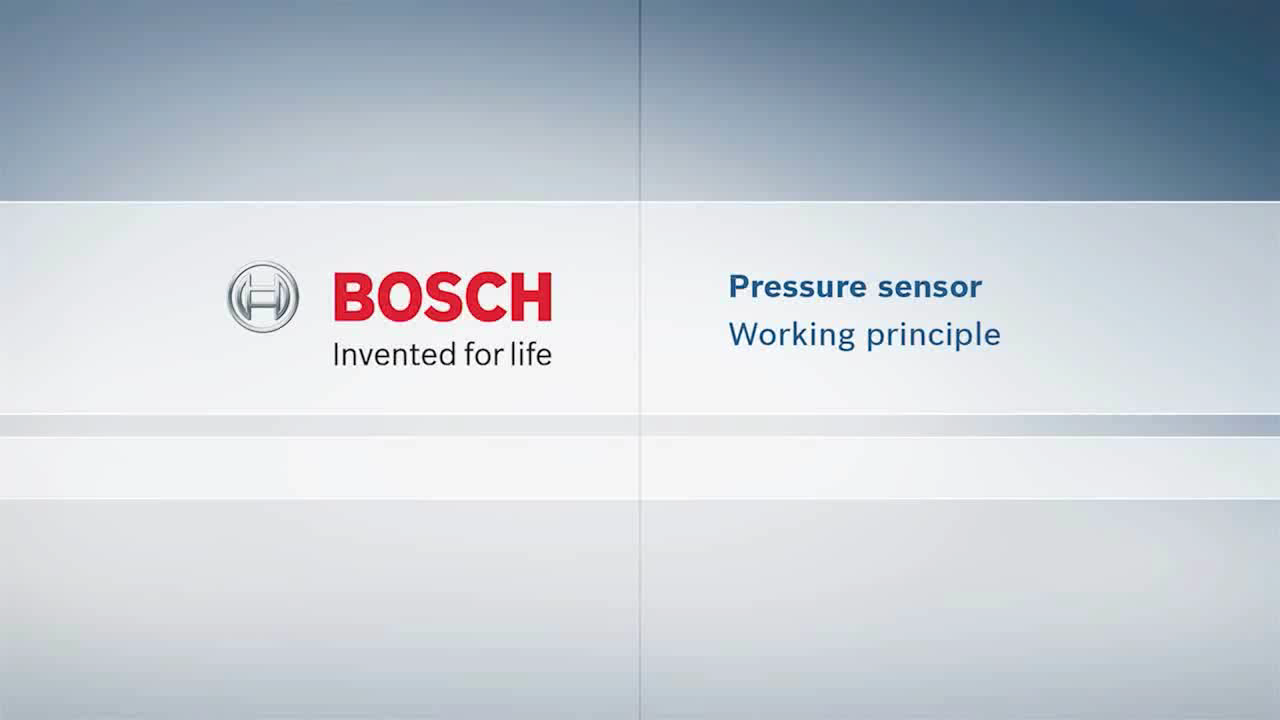 BOSCH
Invented for life
Pressure sensor
Working principle